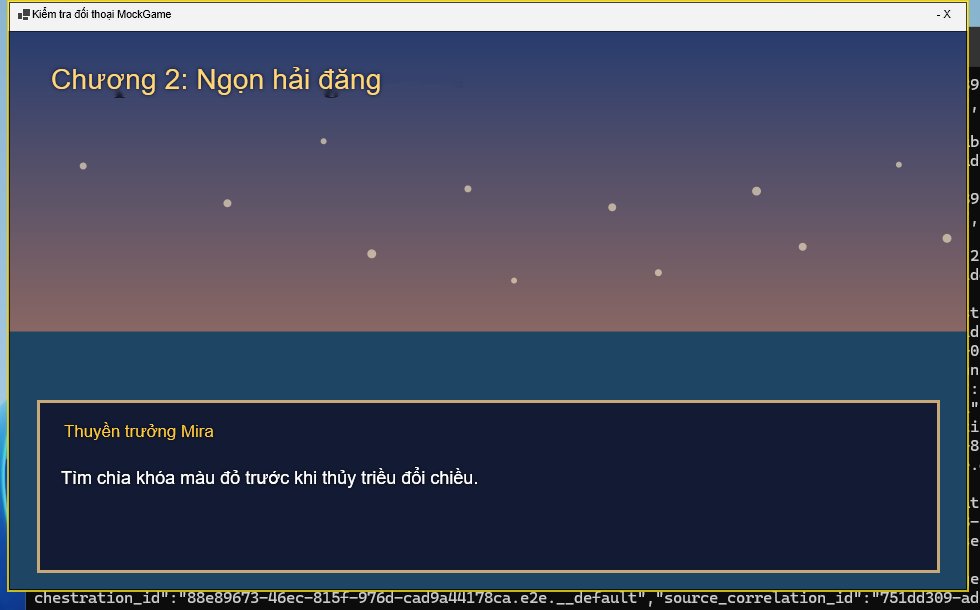 Kiểm tra đối thoại MockGame
- X
Chương 2: Ngọn hải đăng
Thuyền trưởng Mira
Tìm chìa khóa màu đỏ trước khi thủy triều đổi chiều.
chestration_id":"88e89673-46ec-815f-976d-cad9a44178ca.e2e.__default","source_correlation_id":"751dd309-ad